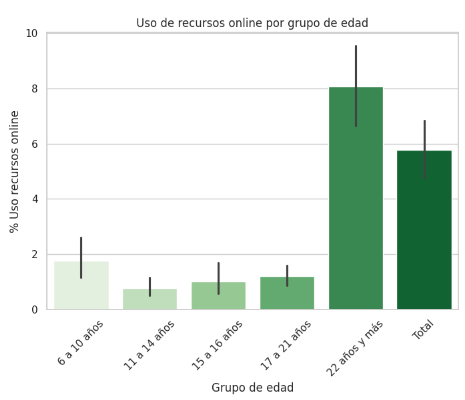 Uso de recursos online por grupo de edad
% Uso recursos online
10
8
6
4
2
0
6 a 10 años
11 a 14 años
15 a 16 años
17 a 21 años
22 años y más
Total
Grupo de edad